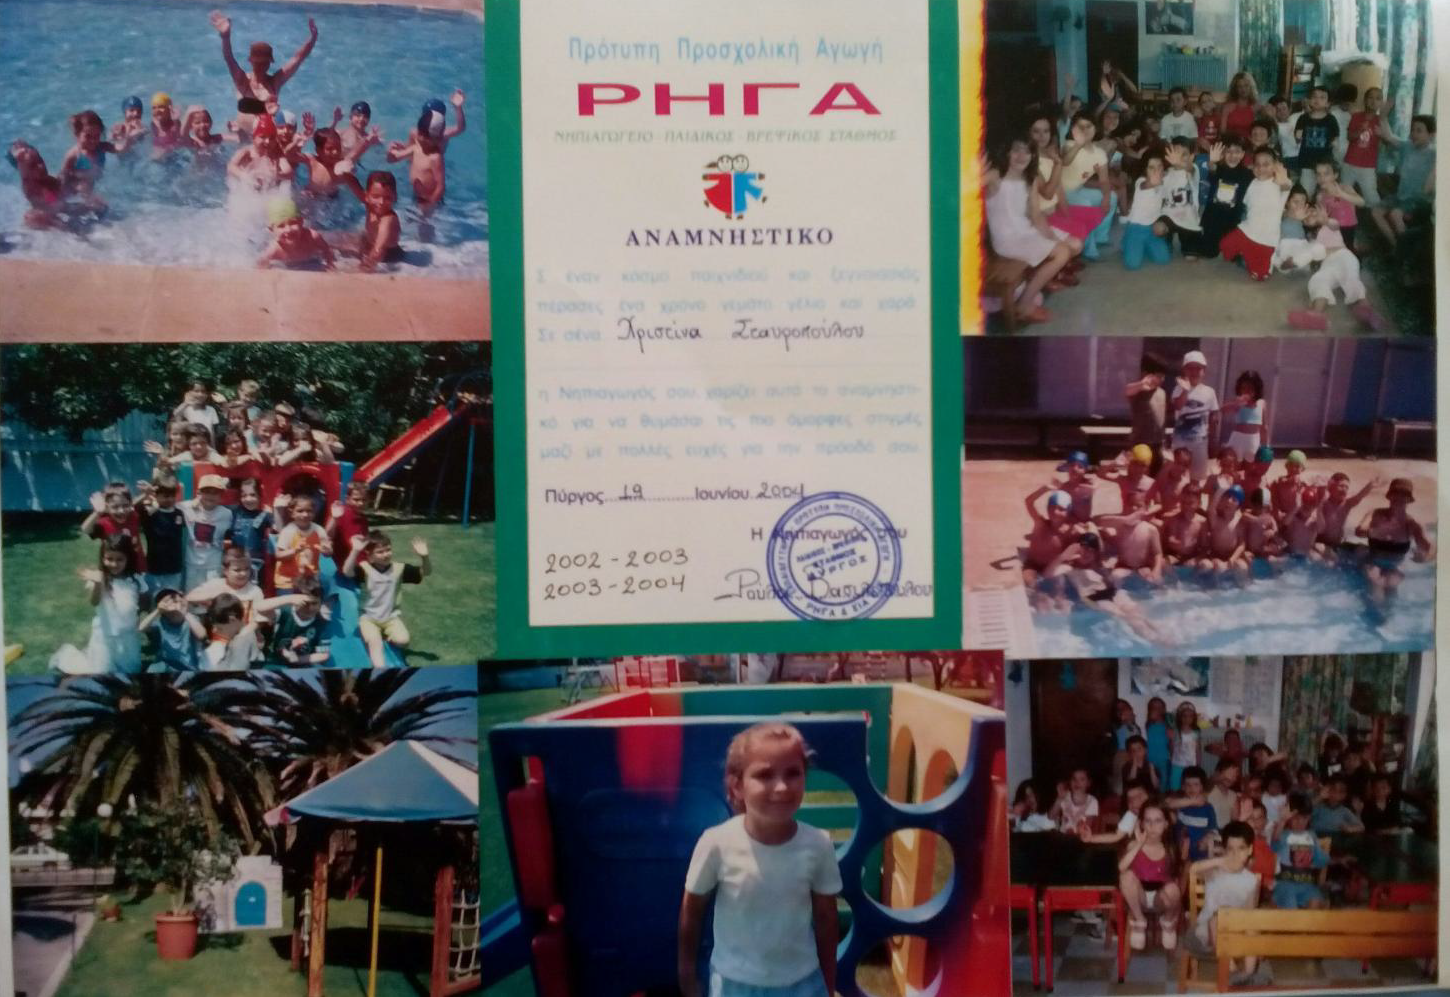 Πρότυπη Προσχολική Αγωγή
ΡΗΓΑ
ΝΗΠΙΑΓΩΓΕΙΟ - ΠΑΙΔΙΚΟΣ - ΒΡΕΦΙΚΟΣ ΣΤΑΘΜΟΣ
ΑΝΑΜΝΗΣΤΙΚΟ
Σ έναν κόσμο παιχνιδιού και ξεγνοιασιάς
πέρασες ένα χρόνο γεμάτο γέλιο και χαρά.
Σε σένα Χριστίνα Σταυροπούλου
η Νηπιαγωγός σου χαρίζει αυτό το αναμνηστι-
κό για να θυμάσαι τις πιο όμορφες στιγμές
μαζί με πολλές ευχές για την πρόοδό σου.
Πύργος 19 Ιουνίου 2004
Η Νηπιαγωγός σου
2002 - 2003
2003 - 2004
ΠΥΡΓΟΣ
ΡΗΓΑ & ΣΙΑ